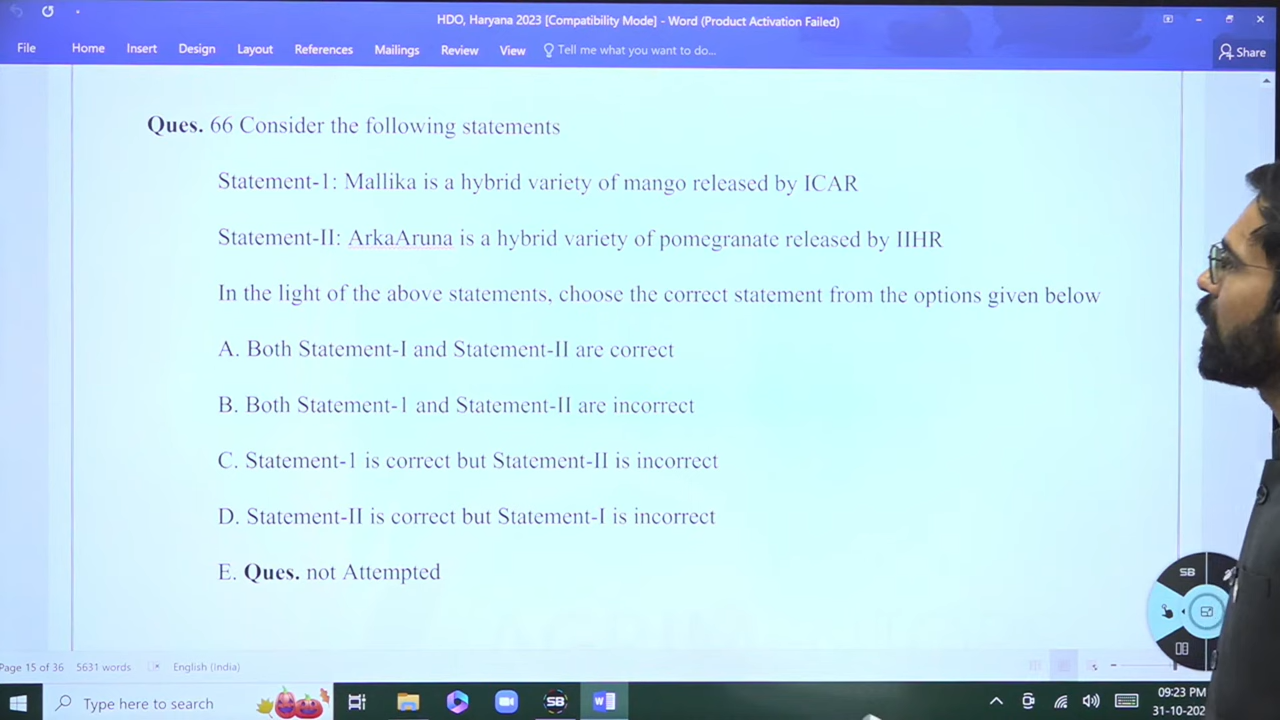 HDO, Haryana 2023 [Compatibility Mode] - Word (Product Activation Failed)
File Home Insert Design Layout References Mailings Review View Tell me what you want to do... Share
Ques. 66 Consider the following statements
Statement-1: Mallika is a hybrid variety of mango released by ICAR
Statement-II: ArkaAruna is a hybrid variety of pomegranate released by IIHR
In the light of the above statements, choose the correct statement from the options given below
A. Both Statement-I and Statement-II are correct
B. Both Statement-1 and Statement-II are incorrect
C. Statement-1 is correct but Statement-II is incorrect
D. Statement-II is correct but Statement-I is incorrect
E. Ques. not Attempted
SB
Page 15 of 36 5631 words English (India)
Type here to search
SB
09:23 PM
31-10-202